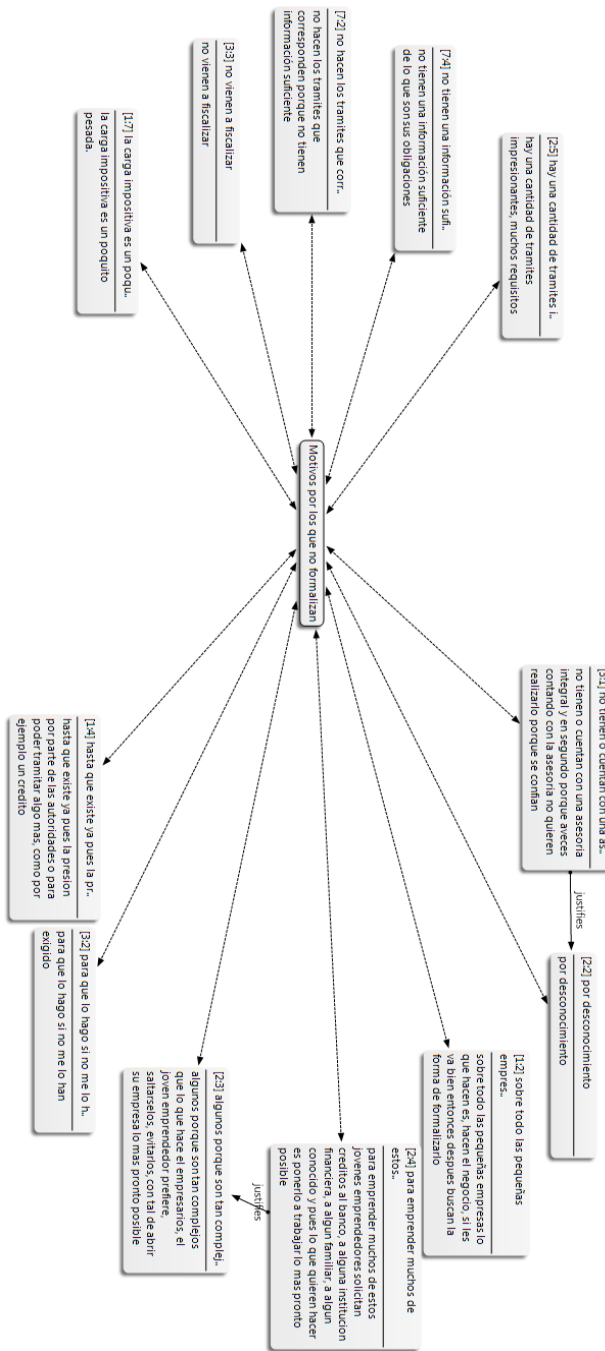 no tienen o cuentan con una as..
no tienen o cuentan con una asesoria
integral y en segundo porque aveces
contando con la asesoria no quieren
realizarlo porque se confian
justifies
[2:2] por desconocimiento
por desconocimiento
[2:5] hay una cantidad de tramites i..
hay una cantidad de tramites
impresionantes, muchos requisitos
[1:2] sobre todo las pequeñas
empres..
sobre todo las pequeñas empresas lo
que hacen es, hacen el negocio, si les
va bien entonces despues buscan la
forma de formalizarlo
[7:4] no tienen una información sufi..
no tienen una información suficiente
de lo que son sus obligaciones
[2:4] para emprender muchos de
estos..
para emprender muchos de estos
jovenes emprendedores solicitan
creditos al banco, a alguna institucion
financiera, a algun familiar, a algun
conocido y pues lo que quieren hacer
es ponerlo a trabajar lo mas pronto
posible
justifies
[7:2] no hacen los tramites que corr..
no hacen los tramites que
corresponden porque no tienen
información suficiente
Motivos por los que no formalizan
[3:3] no vienen a fiscalizar
no vienen a fiscalizar
[2:3] algunos porque son tan complej..
algunos porque son tan complejos
que lo que hace el empresarios, el
joven emprendedor prefiere,
saltarselos, evitarlos, con tal de abrir
su empresa lo mas pronto posible
[1:7] la carga impositiva es un poqu..
la carga impositiva es un poquito
pesada.
[3:2] para que lo hago si no me lo h..
para que lo hago si no me lo han
exigido
[1:4] hasta que existe ya pues la pr..
hasta que existe ya pues la presion
por parte de las autoridades o para
poder tramitar algo mas, como por
ejemplo un credito